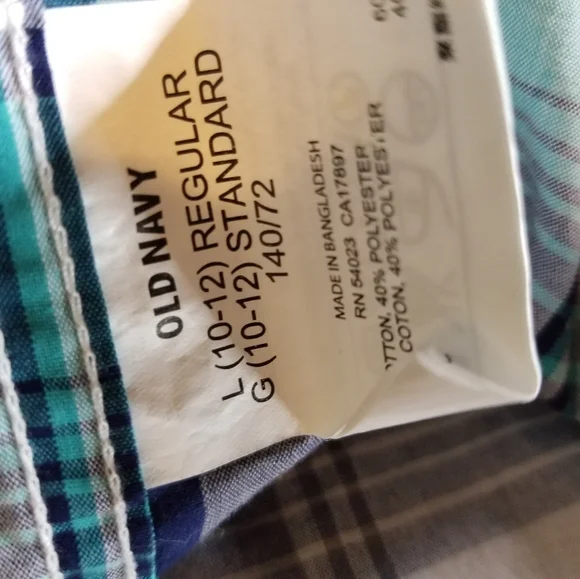 OLD NAVY
L (10-12) REGULAR
G (10-12) STANDARD
140/72
MADE IN BANGLADESH
RN 54023 CA17897
40% POLYESTER
COTON, 40% POLYESTER